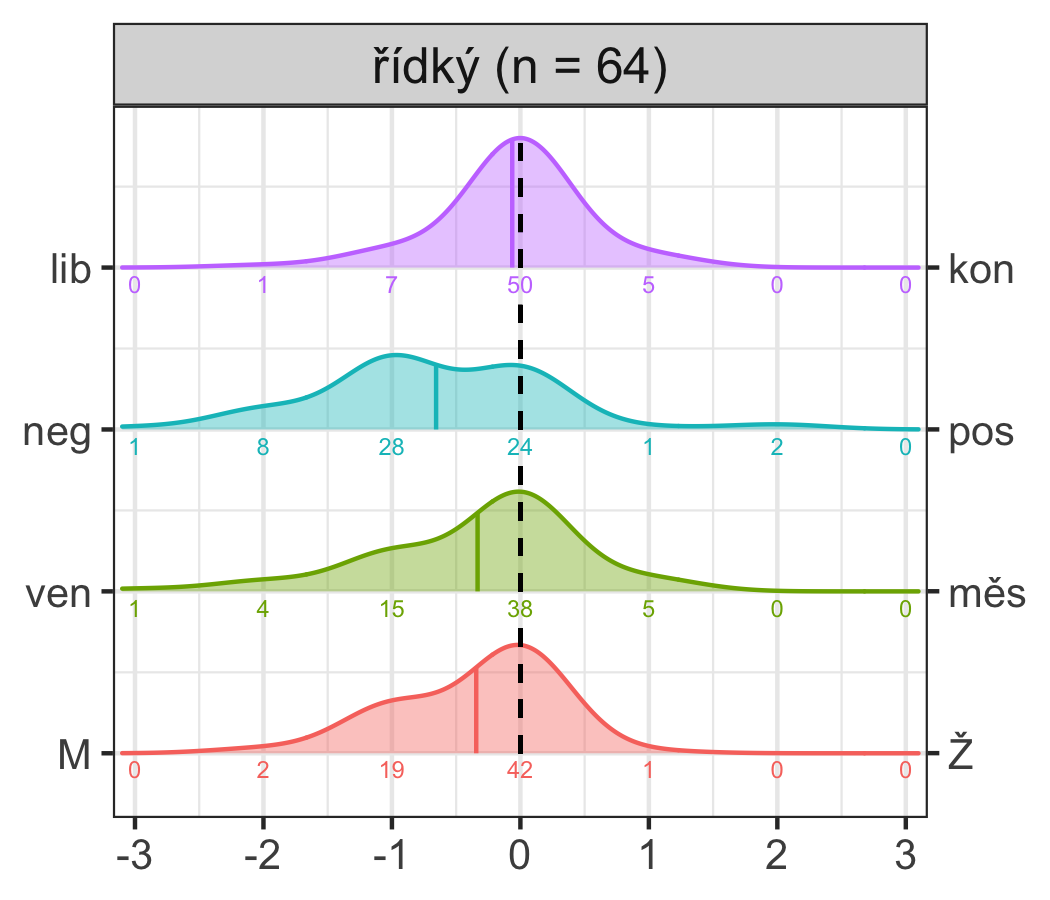 řídký (n = 64)
lib kon
0 1 7 50 5 0 0
neg pos
1 8 28 24 1 2 0
ven měs
1 4 15 38 5 0 0
M Ž
0 2 19 42 1 0 0
-3 -2 -1 0 1 2 3